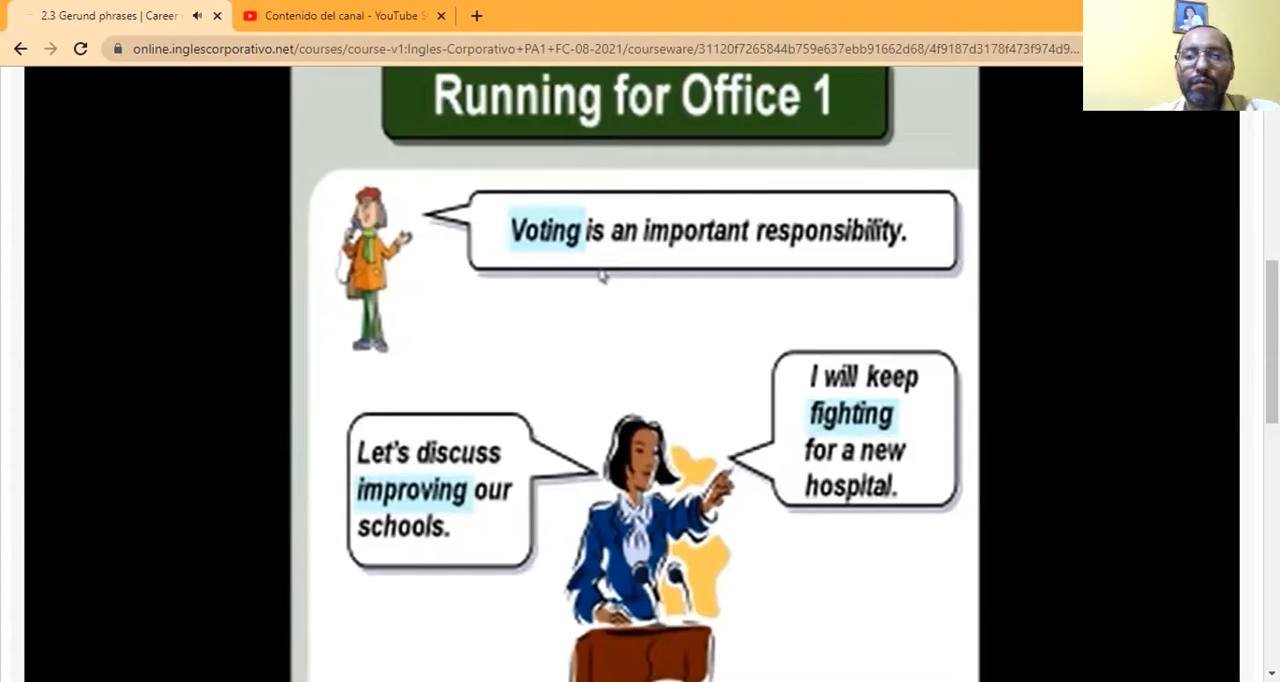 2.3 Gerund phrases | Career
Contenido del canal - YouTube S
online.inglescorporativo.net/courses/course-v1:Ingles-Corporativo+PA1+FC-08-2021/courseware/31120f7265844b759e637ebb91662d68/4f9187d3178f473f974d9...
Running for Office 1
Voting is an important responsibility.
I will keep
fighting
for a new
hospital.
Let's discuss
improving our
schools.